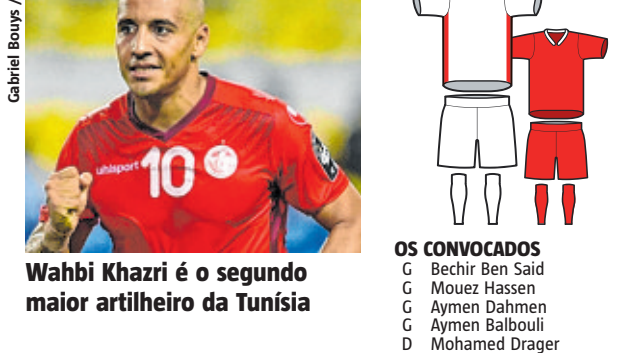 Gabriel Bouys /
uhlsport
10
Wahbi Khazri é o segundo
maior artilheiro da Tunísia
OS CONVOCADOS
G Bechir Ben Said
G Mouez Hassen
G Aymen Dahmen
G Aymen Balbouli
D Mohamed Drager